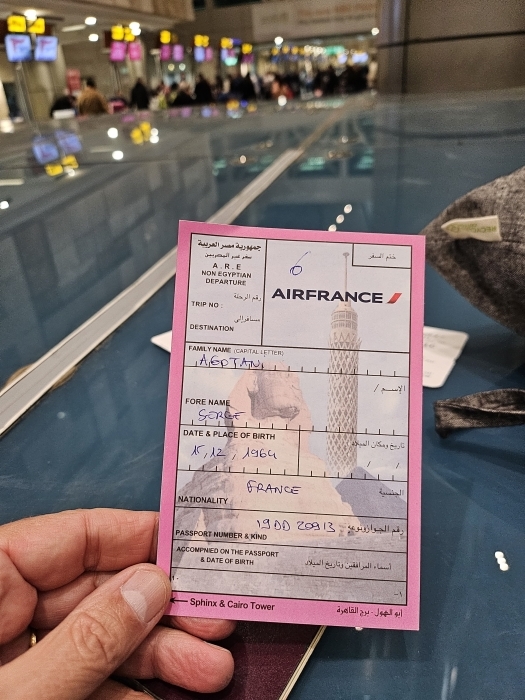 جمهورية مصر العربية
سفر غير المصريين
A . R . E
NON EGYPTIAN
DEPARTURE
ختم السفر
6
AIRFRANCE
رقم الرحلة
TRIP NO :
مسافر إلى
DESTINATION
FAMILY NAME (CAPITAL LETTER)
الإسم /
FORE NAME
SERGE
DATE & PLACE OF BIRTH
تاريخ ومكان الميلاد
15, 12, 1964
/ /
FRANCE
الجنسية
NATIONALITY
رقم الجواز ونوعه
PASSPORT NUMBER & KIND
ACCOMPNIED ON THE PASSPORT
& DATE OF BIRTH
أسماء المرافقين وتاريخ الميلاد
Sphinx & Cairo Tower
أبو الهول - برج القاهرة